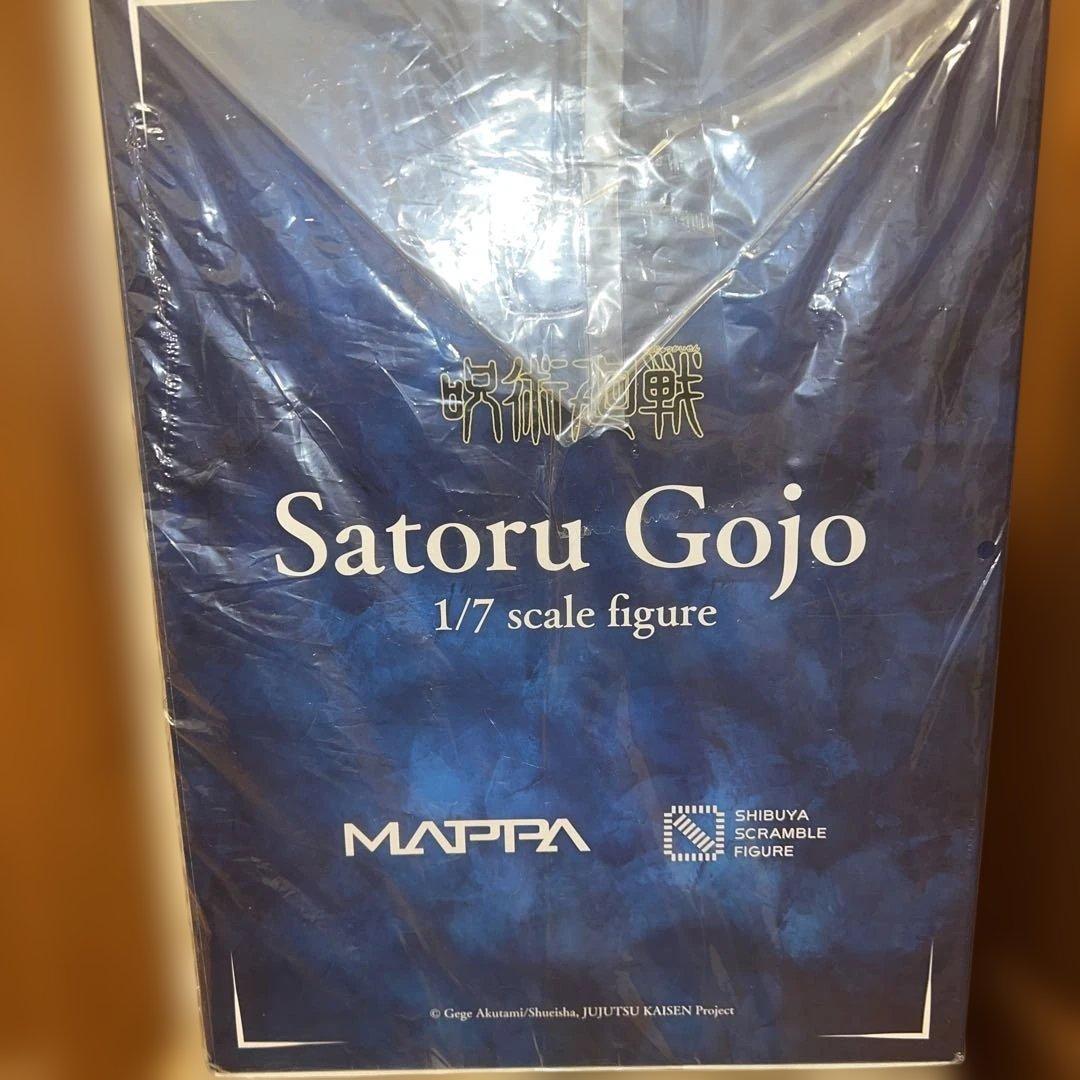 呪術廻戦
Satoru Gojo
1/7 scale figure
MAPPA
SHIBUYA
SCRAMBLE
FIGURE
© Gege Akutami/Shueisha, JUJUTSU KAISEN Project